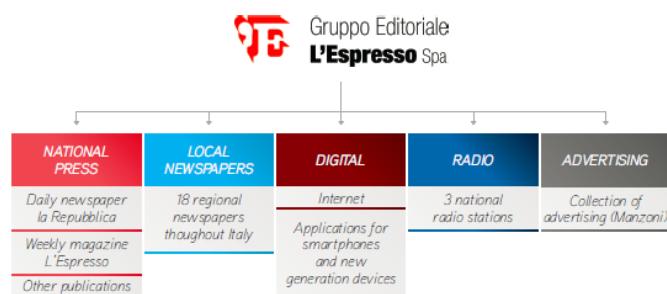 Gruppo Editoriale
L'Espresso Spa
NATIONAL
PRESS
Daily newspaper
la Repubblica
Weekly magazine
L'Espresso
Other publications
LOCAL
NEWSPAPERS
18 regional
newspapers
thoughout Italy
DIGITAL
Internet
Applications for
smartphones
and new
generation devices
RADIO
3 national
radio stations
ADVERTISING
Collection of
advertising (Manzoni)